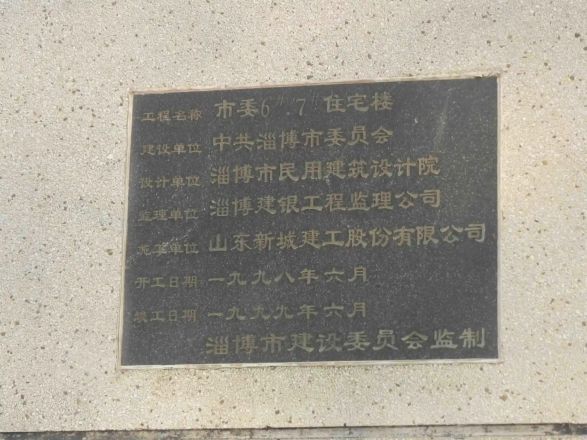 工程名称 市委6#.7#住宅楼
建设单位 中共淄博市委员会
设计单位 淄博市民用建筑设计院
监理单位 淄博建银工程监理公司
施工单位 山东新城建工股份有限公司
开工日期 一九九八年六月
竣工日期 一九九九年六月
淄博市建设委员会监制